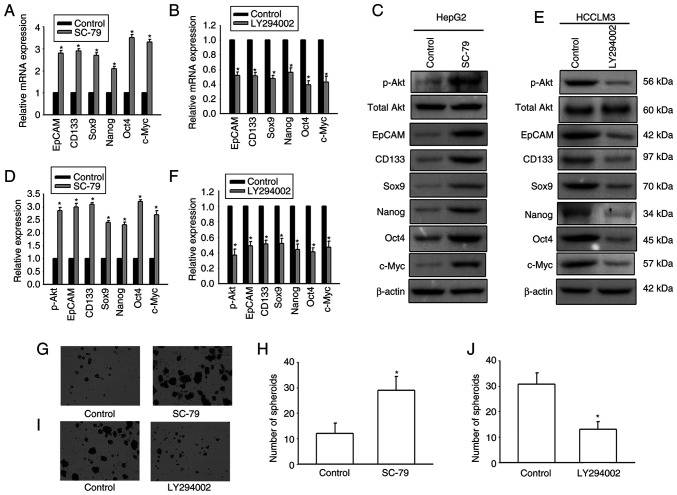 A
Control
SC-79
Relative mRNA expression
4
3
2
1
0
* * * * * *
EpCAM
CD133
Sox9
Nanog
Oct4
c-Myc
B
Control
LY294002
Relative mRNA expression
1.2
1.0
0.8
0.6
0.4
0.2
0
* * * * * *
EpCAM
CD133
Sox9
Nanog
Oct4
c-Myc
C
HepG2
Control
SC-79
p-Akt
Total Akt
EpCAM
CD133
Sox9
Nanog
Oct4
c-Myc
β-actin
E
HCCLM3
Control
LY294002
p-Akt 56 kDa
Total Akt 60 kDa
EpCAM 42 kDa
CD133 97 kDa
Sox9 70 kDa
Nanog 34 kDa
Oct4 45 kDa
c-Myc 57 kDa
β-actin 42 kDa
D
Control
SC-79
Relative expression
3.5
3.0
2.5
2.0
1.5
1.0
0.5
0
* * * * * * *
p-Akt
EpCAM
CD133
Sox9
Nanog
Oct4
c-Myc
F
Control
LY294002
Relative expression
1.2
1.0
0.8
0.6
0.4
0.2
0
* * * * * * *
p-Akt
EpCAM
CD133
Sox9
Nanog
Oct4
c-Myc
G
Control
SC-79
I
Control
LY294002
H
Number of spheroids
40
30
20
10
0
*
Control
SC-79
J
Number of spheroids
40
30
20
10
0
*
Control
LY294002